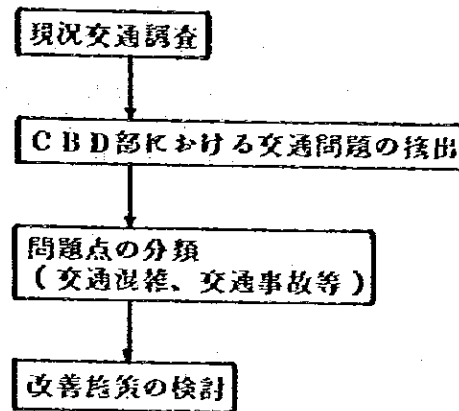 現況交通調査
CBD部における交通問題の検出
問題点の分類
(交通混雑、交通事故等)
改善施策の検討